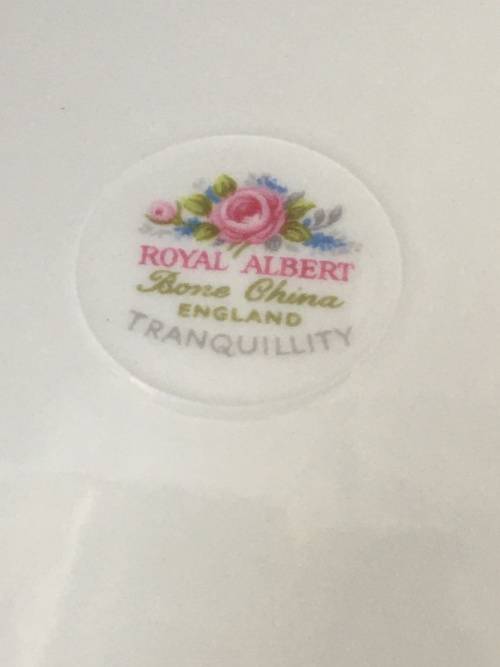 ROYAL ALBERT
Bone China
ENGLAND
TRANQUILLITY